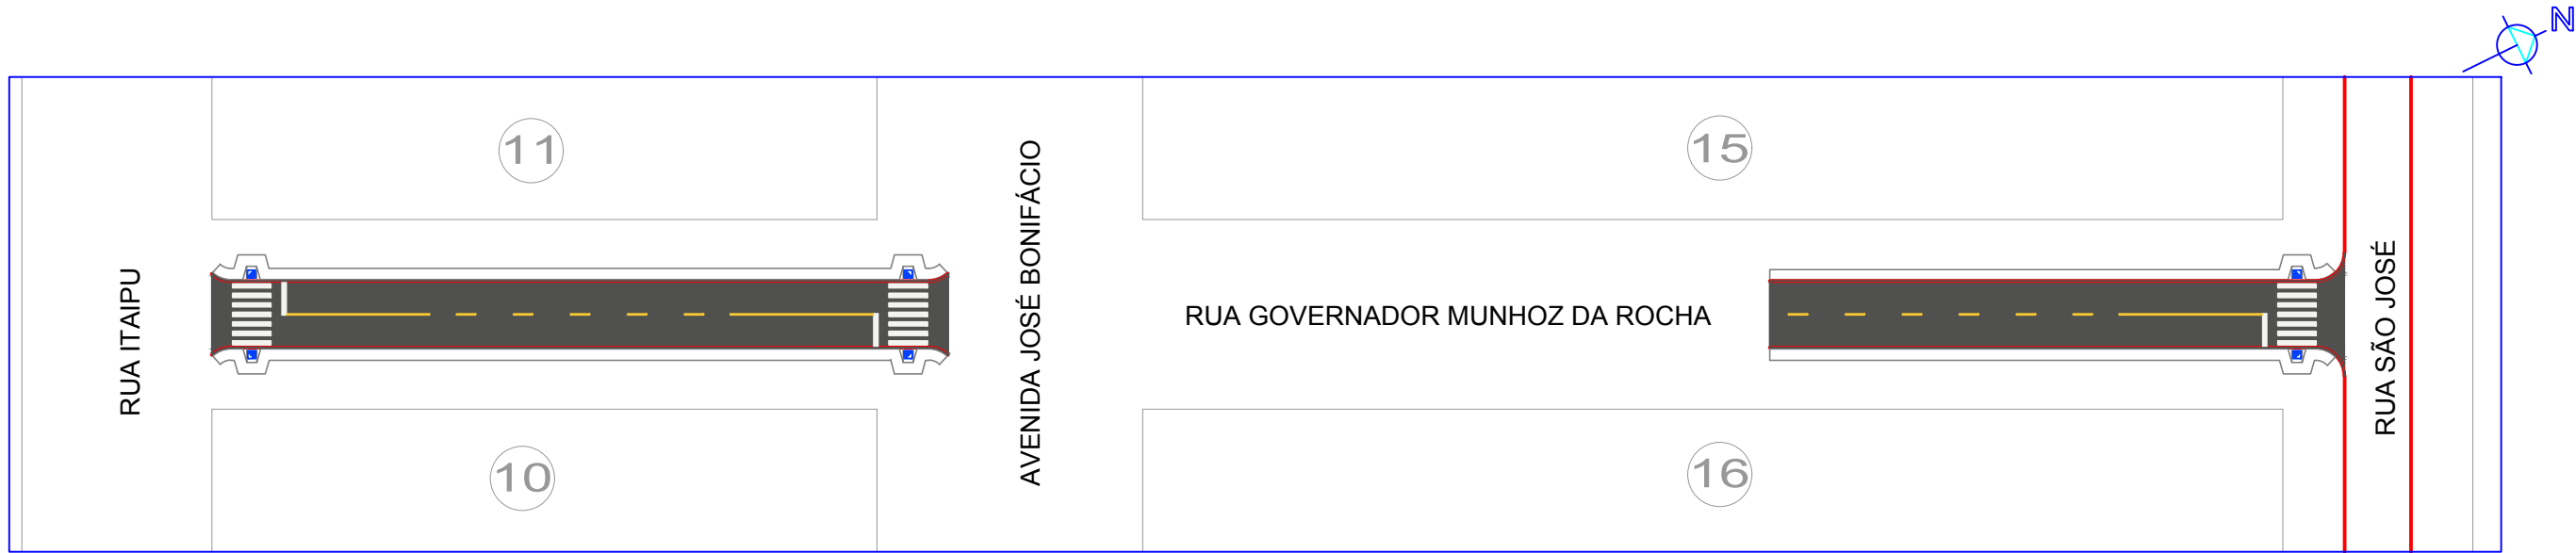 N
11
15
RUA ITAIPU
AVENIDA JOSÉ BONIFÁCIO
RUA GOVERNADOR MUNHOZ DA ROCHA
RUA SÃO JOSÉ
10
16